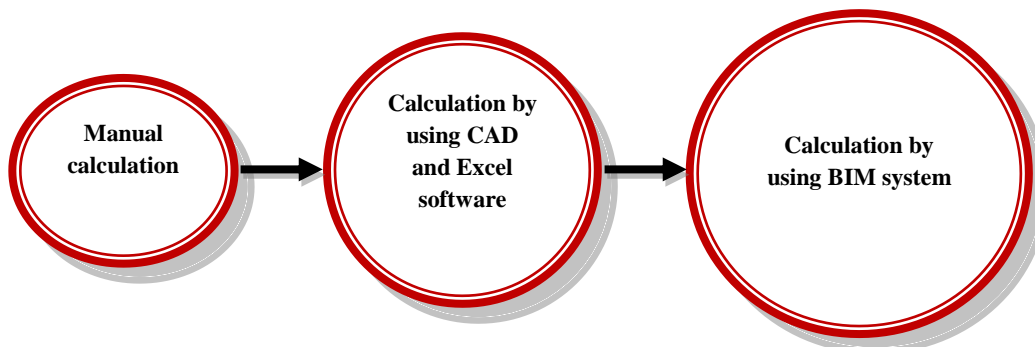 Manual
calculation
Calculation by
using CAD
and Excel
software
Calculation by
using BIM system